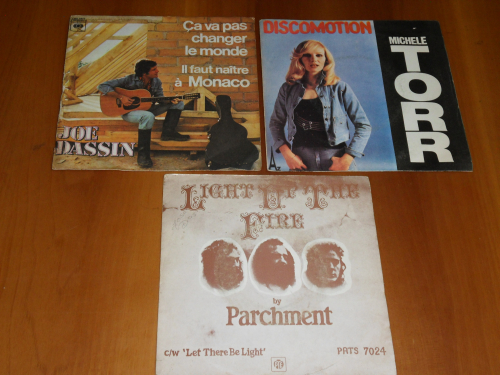 CBS
Ça va pas
changer
le monde
Il faut naître
à Monaco
JOE
DASSIN
DISCOMOTION
MICHELE
TORR
LIGHT UP THE
FIRE
by
Parchment
c/w 'Let There Be Light'
PRTS 7024